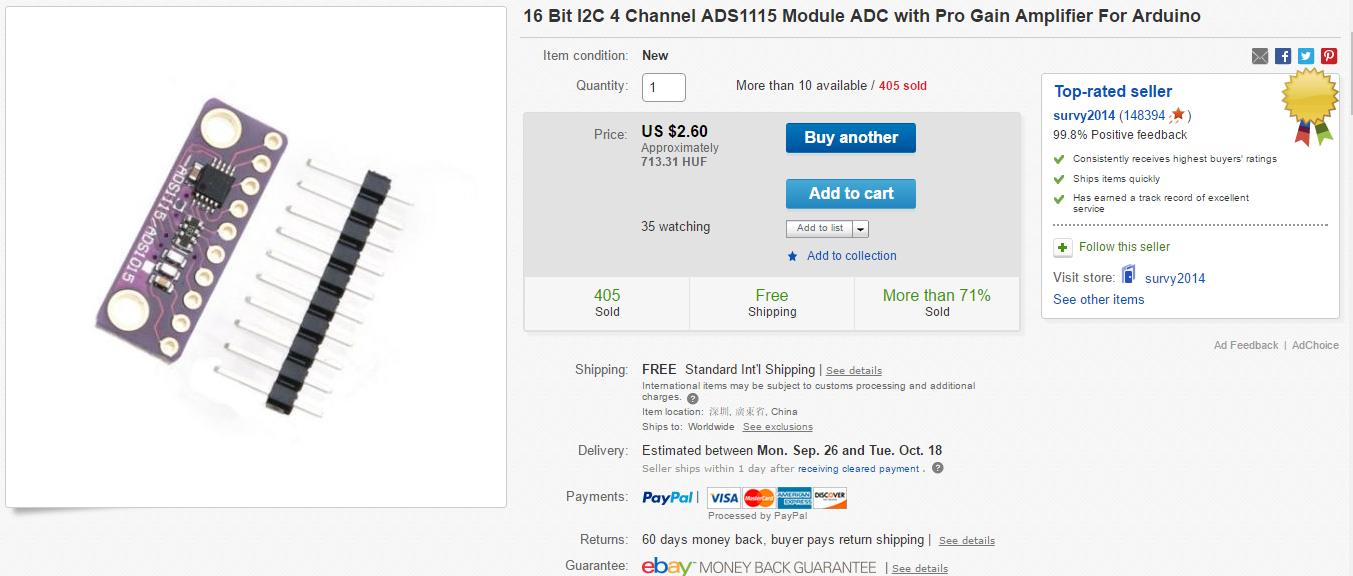 16 Bit I2C 4 Channel ADS1115 Module ADC with Pro Gain Amplifier For Arduino
Item condition: New
Quantity: 1 More than 10 available / 405 sold
Price: US $2.60
Approximately
713.31 HUF
Buy another
Add to cart
35 watching
Add to list
Add to collection
405
Sold
Free
Shipping
More than 71%
Sold
Shipping: FREE Standard Int'l Shipping | See details
International items may be subject to customs processing and additional
charges. ?
Item location: 深圳, 廣東省, China
Ships to: Worldwide See exclusions
Delivery: Estimated between Mon. Sep. 26 and Tue. Oct. 18
Seller ships within 1 day after receiving cleared payment . ?
Payments: PayPal | VISA MasterCard AMERICAN EXPRESS DISCOVER
Processed by PayPal
Returns: 60 days money back, buyer pays return shipping | See details
Guarantee: ebay MONEY BACK GUARANTEE | See details
Top-rated seller
survy2014 (148394 )
99.8% Positive feedback
Consistently receives highest buyers' ratings
Ships items quickly
Has earned a track record of excellent
service
Follow this seller
Visit store: survy2014
See other items
Ad Feedback | AdChoice
ADS1115/ADS1015